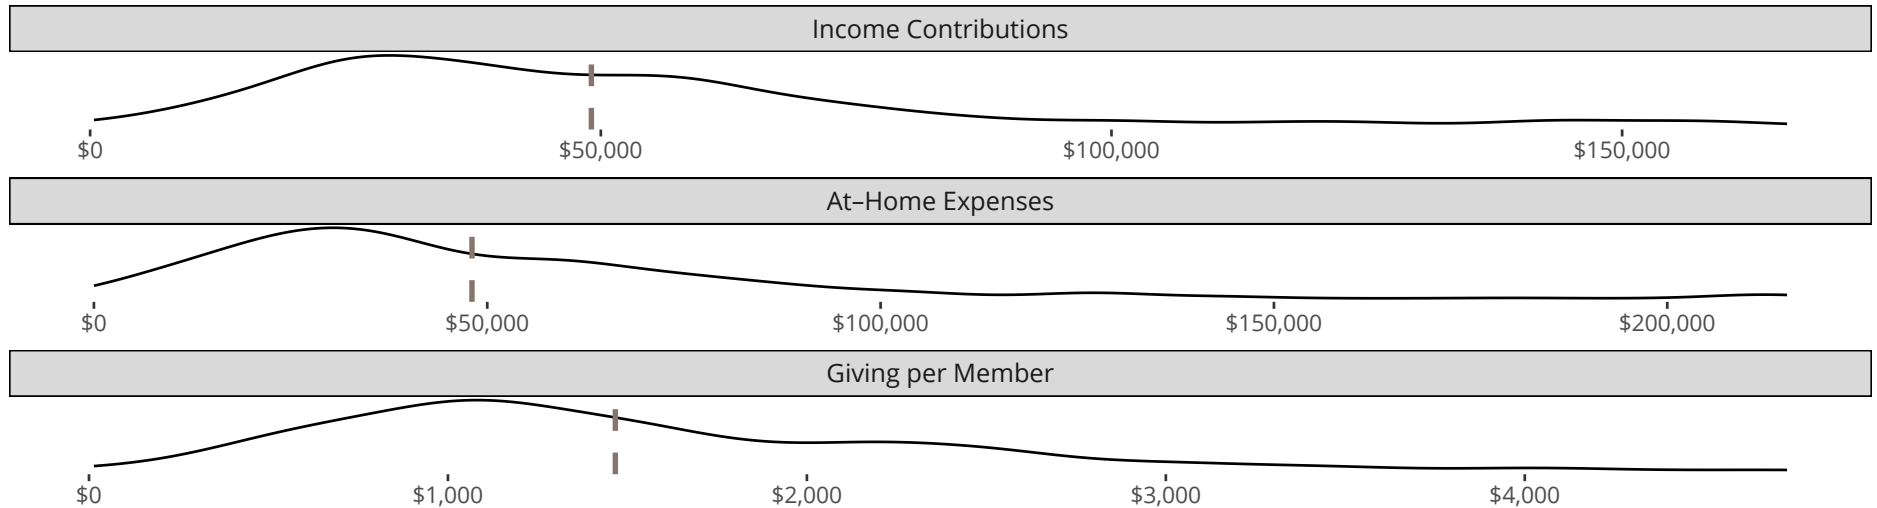 Income Contributions
$0 $50,000 $100,000 $150,000
At–Home Expenses
$0 $50,000 $100,000 $150,000 $200,000
Giving per Member
$0 $1,000 $2,000 $3,000 $4,000